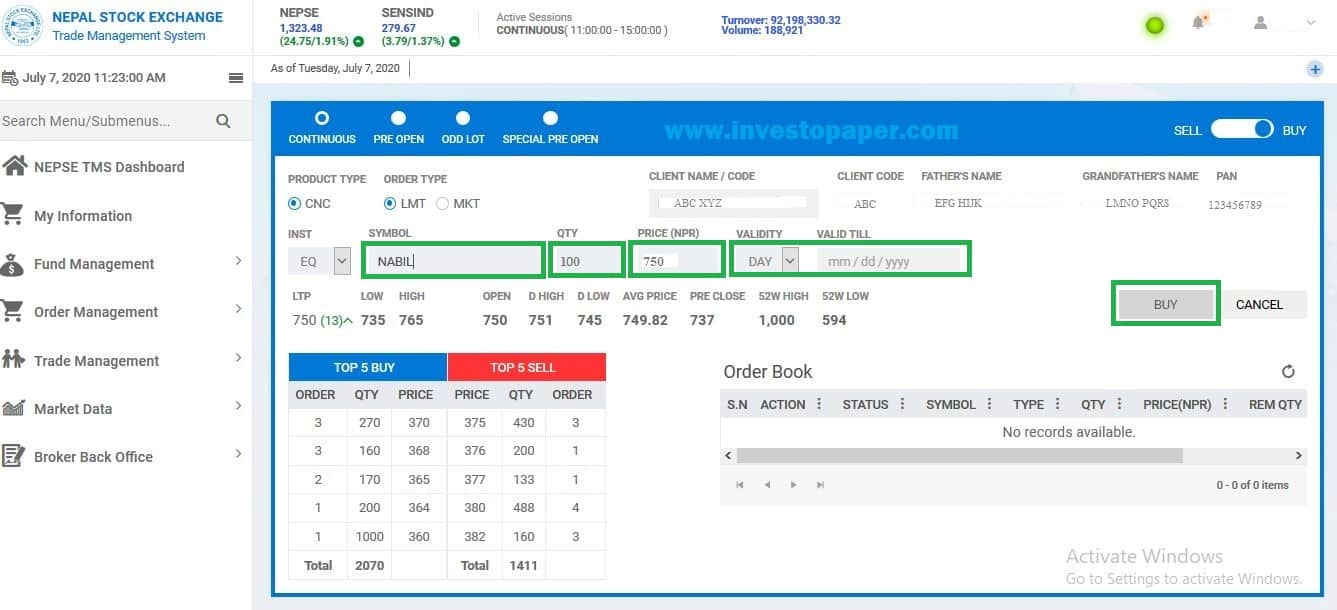 NEPAL STOCK EXCHANGE
Trade Management System
NEPSE
1,323.48
(24.75/1.91%)
SENSIND
279.67
(3.79/1.37%)
Active Sessions
CONTINUOUS( 11:00:00 - 15:00:00 )
Turnover: 92,198,330.32
Volume: 188,921
July 7, 2020 11:23:00 AM
As of Tuesday, July 7, 2020
Search Menu/Submenus...
NEPSE TMS Dashboard
My Information
Fund Management
Order Management
Trade Management
Market Data
Broker Back Office
CONTINUOUS PRE OPEN ODD LOT SPECIAL PRE OPEN
www.investopaper.com
SELL BUY
PRODUCT TYPE ORDER TYPE
CNC LMT MKT
CLIENT NAME / CODE CLIENT CODE FATHER'S NAME GRANDFATHER'S NAME PAN
ABC XYZ ABC EFG HIJK LMNO PQRS 123456789
INST SYMBOL QTY PRICE (NPR) VALIDITY VALID TILL
EQ NABIL 100 750 DAY mm / dd / yyyy
LTP LOW HIGH OPEN D HIGH D LOW AVG PRICE PRE CLOSE 52W HIGH 52W LOW
750 (13) 735 765 750 751 745 749.82 737 1,000 594
BUY CANCEL
TOP 5 BUY TOP 5 SELL
ORDER QTY PRICE PRICE QTY ORDER
3 270 370 375 430 3
3 160 368 376 200 1
2 170 365 377 133 1
1 200 364 380 488 4
1 1000 360 382 160 3
Total 2070 Total 1411
Order Book
S.N ACTION STATUS SYMBOL TYPE QTY PRICE(NPR) REM QTY
No records available.
0 - 0 of 0 items
Activate Windows
Go to Settings to activate Windows.